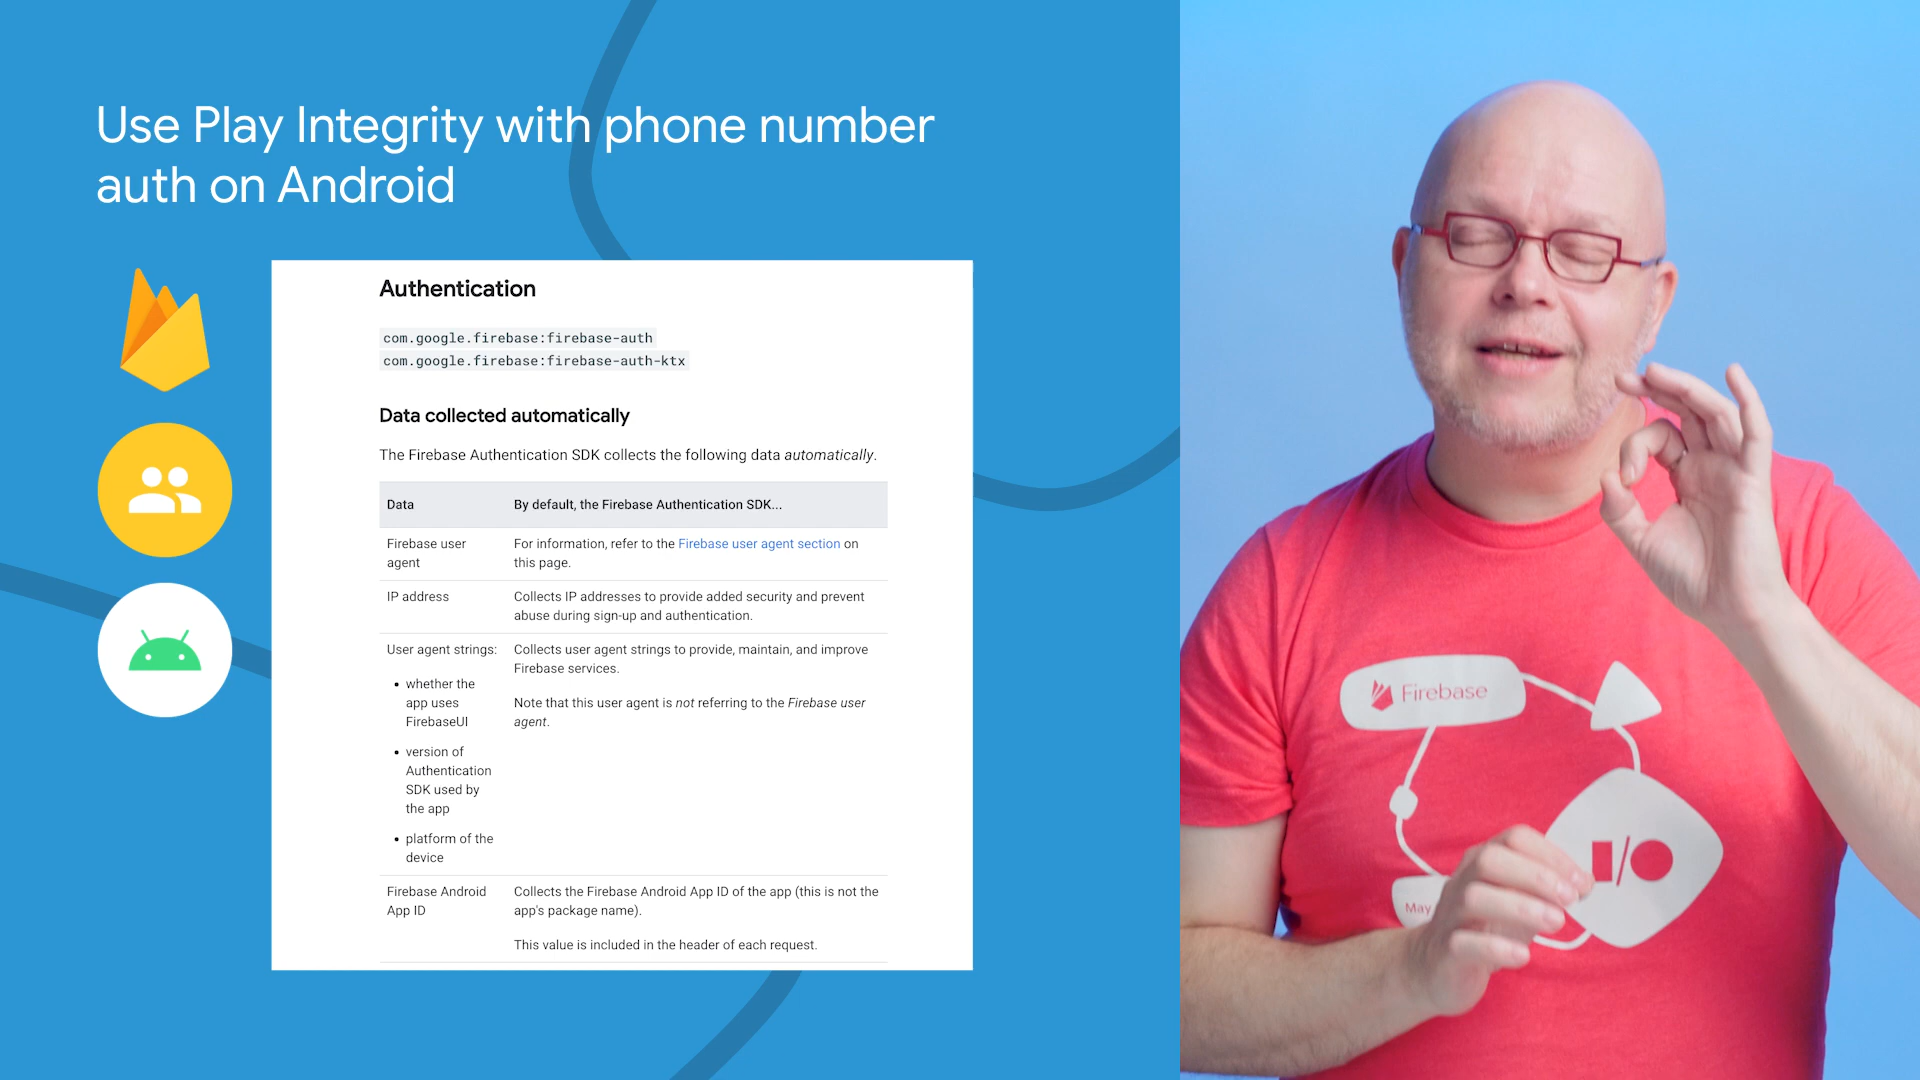 Use Play Integrity with phone number
auth on Android
Authentication
com.google.firebase:firebase-auth
com.google.firebase:firebase-auth-ktx
Data collected automatically
The Firebase Authentication SDK collects the following data automatically.
Data
By default, the Firebase Authentication SDK...
Firebase user
agent
For information, refer to the Firebase user agent section on
this page.
IP address
Collects IP addresses to provide added security and prevent
abuse during sign-up and authentication.
User agent strings:
• whether the
app uses
FirebaseUI
• version of
Authentication
SDK used by
the app
• platform of the
device
Collects user agent strings to provide, maintain, and improve
Firebase services.
Note that this user agent is not referring to the Firebase user
agent.
Firebase Android
App ID
Collects the Firebase Android App ID of the app (this is not the
app's package name).
This value is included in the header of each request.
Firebase
I/O
May